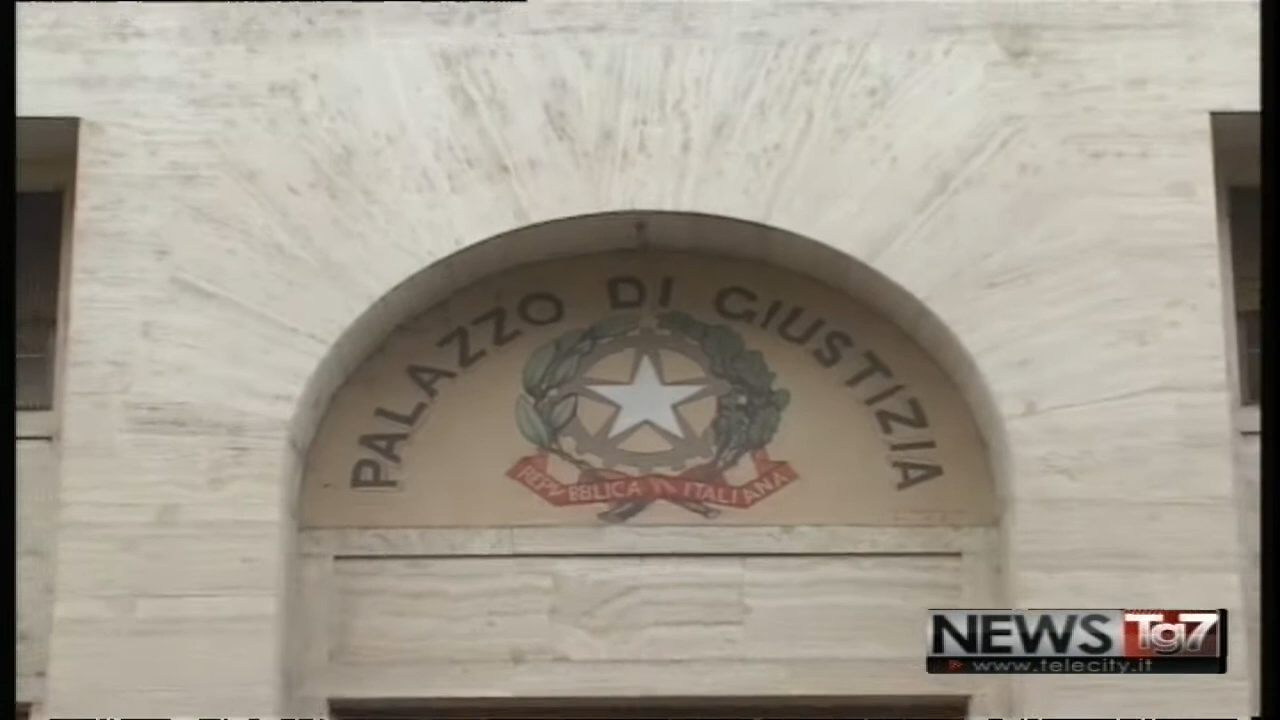 PALAZZO DI GIUSTIZIA
REPVBBLICA ITALIANA
NEWS Tg7
www.telecity.it